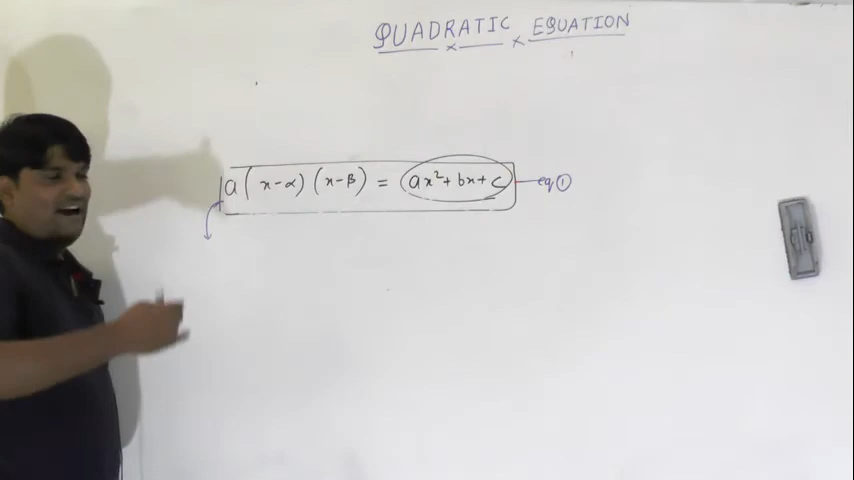 QUADRATIC EQUATION
a(x-α)(x-β) = ax²+bx+c — eq ①